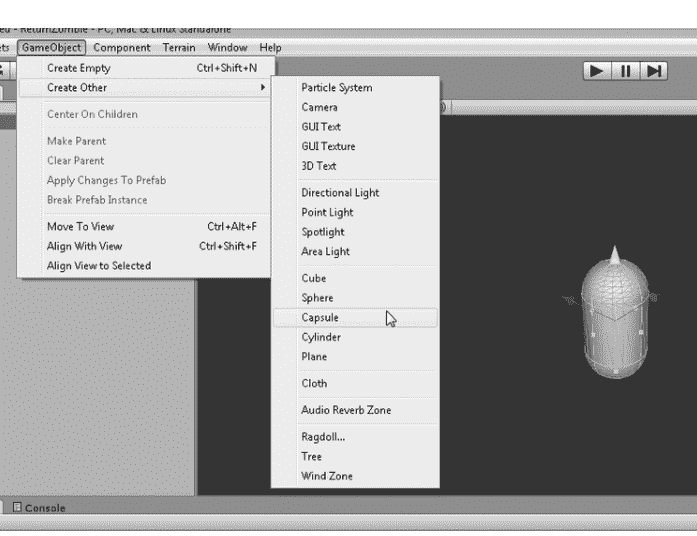 ed - ReturnZombie - PC, Mac & Linux Standalone
ets GameObject Component Terrain Window Help
Create Empty Ctrl+Shift+N
Create Other
Center On Children
Make Parent
Clear Parent
Apply Changes To Prefab
Break Prefab Instance
Move To View Ctrl+Alt+F
Align With View Ctrl+Shift+F
Align View to Selected
Particle System
Camera
GUI Text
GUI Texture
3D Text
Directional Light
Point Light
Spotlight
Area Light
Cube
Sphere
Capsule
Cylinder
Plane
Cloth
Audio Reverb Zone
Ragdoll...
Tree
Wind Zone
Console